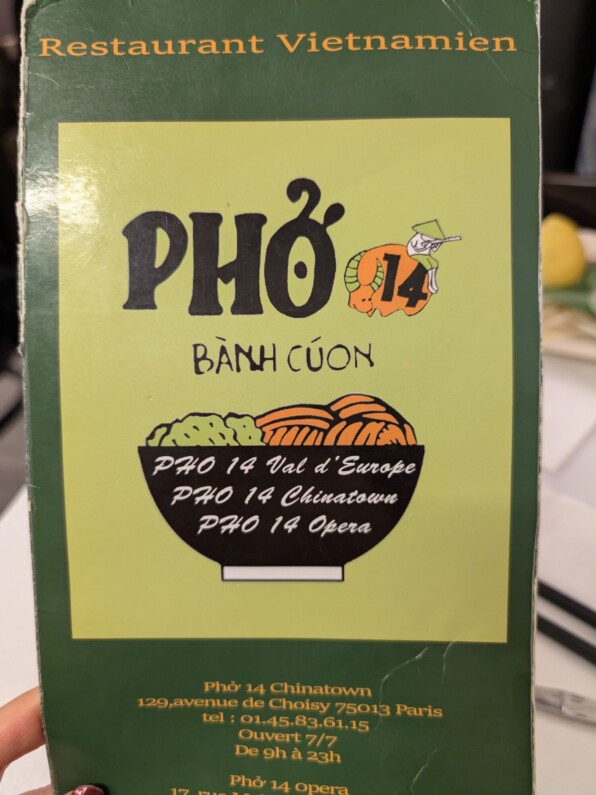 Restaurant Vietnamien
PHỞ 14
BÀNH CÚON
PHO 14 Val d'Europe
PHO 14 Chinatown
PHO 14 Opera
Phở 14 Chinatown
129,avenue de Choisy 75013 Paris
tel : 01.45.83.61.15
Ouvert 7/7
De 9h à 23h
Phở 14 opera
17, rue